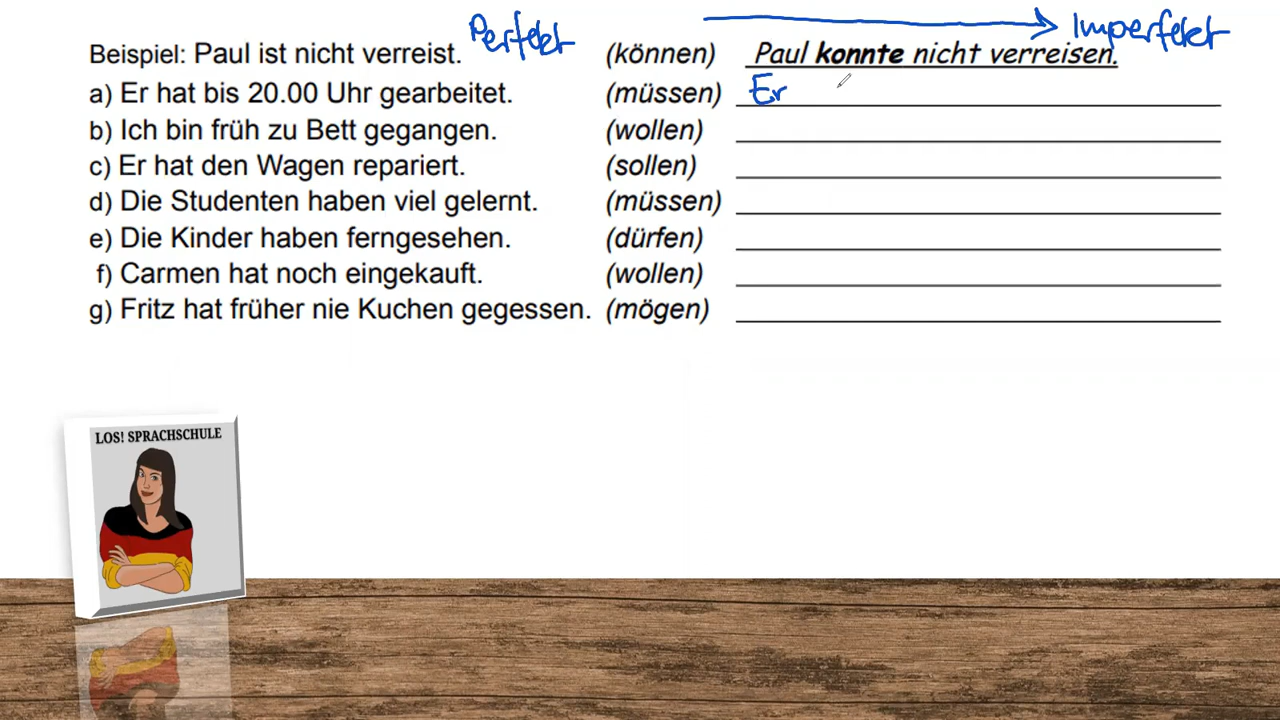 Perfekt Imperfekt
Beispiel: Paul ist nicht verreist. (können) Paul konnte nicht verreisen.
a) Er hat bis 20.00 Uhr gearbeitet. (müssen) Er
b) Ich bin früh zu Bett gegangen. (wollen)
c) Er hat den Wagen repariert. (sollen)
d) Die Studenten haben viel gelernt. (müssen)
e) Die Kinder haben ferngesehen. (dürfen)
f) Carmen hat noch eingekauft. (wollen)
g) Fritz hat früher nie Kuchen gegessen. (mögen)
LOS! SPRACHSCHULE